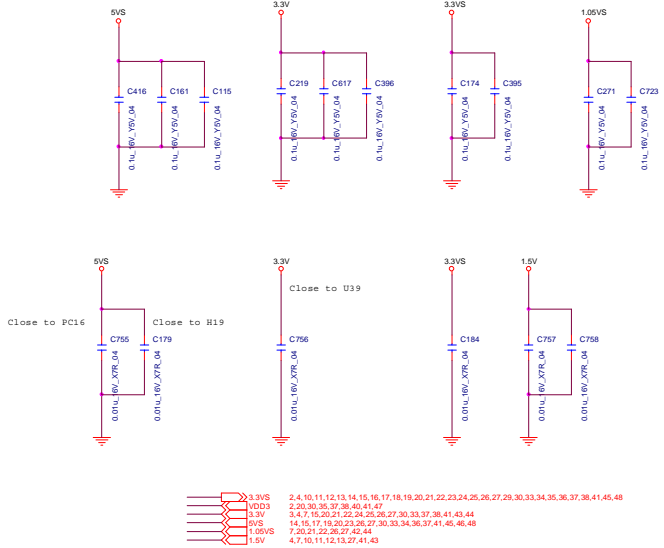 5VS 3.3V 3.3VS 1.05VS
C416 C161 C115 C219 C617 C396 C174 C395 C271 C723
0.1u_16V_Y5V_04 0.1u_16V_Y5V_04 0.1u_16V_Y5V_04 0.1u_16V_Y5V_04 0.1u_16V_Y5V_04 0.1u_16V_Y5V_04 0.1u_16V_Y5V_04 0.1u_16V_Y5V_04 0.1u_16V_Y5V_04 0.1u_16V_Y5V_04
5VS 3.3V 3.3VS 1.5V
Close to U39
Close to PC16 Close to H19
C755 C179 C756 C184 C757 C758
0.01u_16V_X7R_04 0.01u_16V_X7R_04 0.01u_16V_X7R_04 0.01u_16V_X7R_04 0.01u_16V_X7R_04 0.01u_16V_X7R_04
3.3VS 2,4,10,11,12,13,14,15,16,17,18,19,20,21,22,23,24,25,26,27,29,30,33,34,35,36,37,38,41,45,48
VDD3 2,20,30,35,37,38,40,41,47
3.3V 3,4,7,15,20,21,22,24,25,26,27,30,33,37,38,41,43,44
5VS 14,15,17,19,20,23,26,27,30,33,34,36,37,41,45,46,48
1.05VS 7,20,21,22,26,27,42,44
1.5V 4,7,10,11,12,13,27,41,43